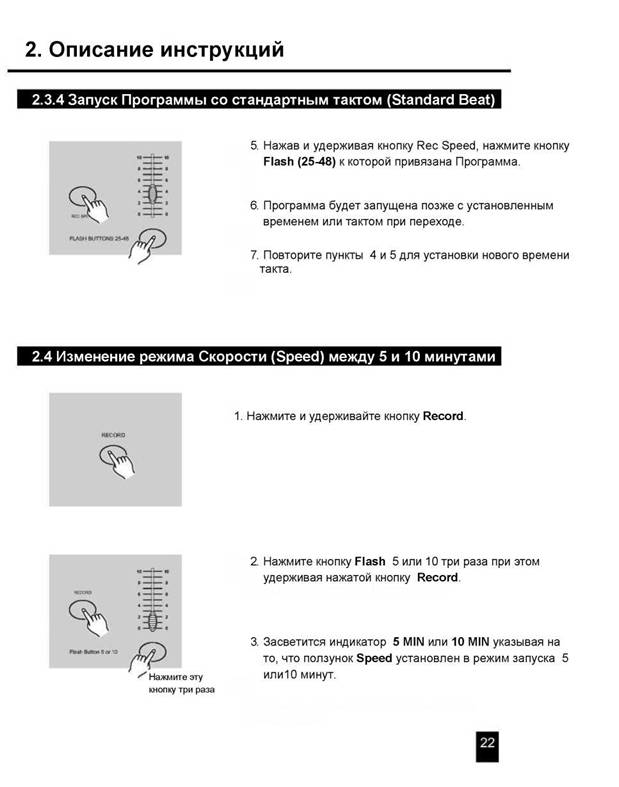 2. Описание инструкций
2.3.4 Запуск Программы со стандартным тактом (Standard Beat)
5. Нажав и удерживая кнопку Rec Speed, нажмите кнопку
Flash (25-48) к которой привязана Программа.
10 10
8 8
6 6
4 4
2 2
0 0
FLASH BUTTONS 25-48
6. Программа будет запущена позже с установленным
временем или тактом при переходе.
7. Повторите пункты 4 и 5 для установки нового времени
такта.
2.4 Изменение режима Скорости (Speed) между 5 и 10 минутами
RECORD
1. Нажмите и удерживайте кнопку Record.
2. Нажмите кнопку Flash 5 или 10 три раза при этом
удерживая нажатой кнопку Record.
10 10
8 8
6 6
4 4
2 2
0 0
RECORD
Flash Button 5 or 10
3. Засветится индикатор 5 MIN или 10 MIN указывая на
то, что ползунок Speed установлен в режим запуска 5
или10 минут.
Нажмите эту
кнопку три раза
22